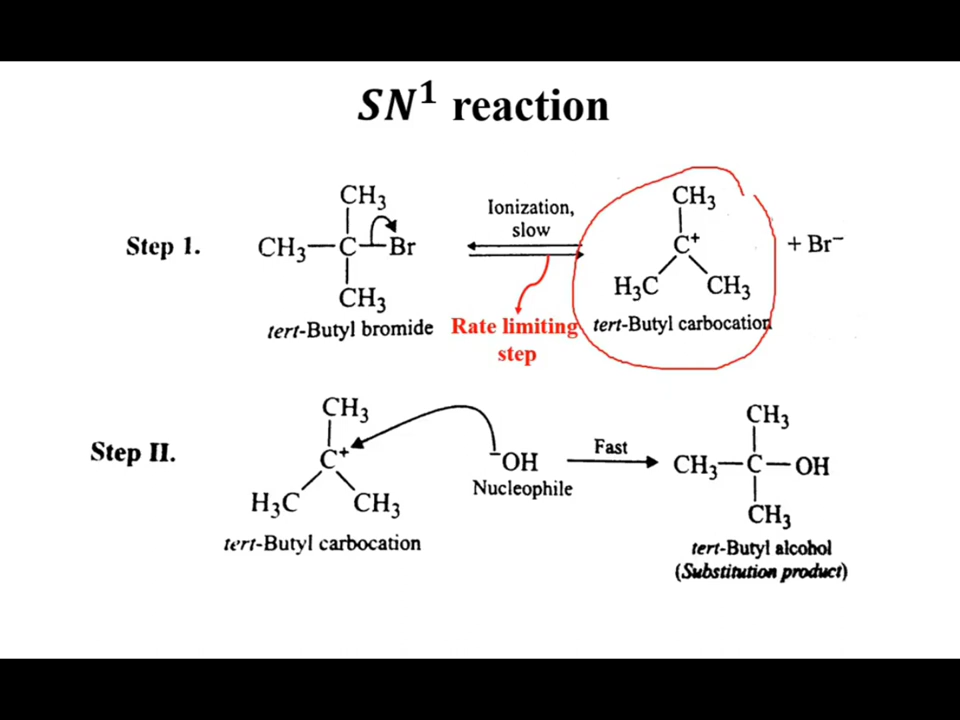 SN¹ reaction
CH₃
Ionization,
slow
CH₃
Step 1.
CH₃—C—Br
C⁺
+ Br⁻
CH₃
H₃C CH₃
tert-Butyl bromide
Rate limiting
step
tert-Butyl carbocation
CH₃
CH₃
Step II.
C⁺
⁻OH
Fast
CH₃—C—OH
Nucleophile
H₃C CH₃
CH₃
tert-Butyl carbocation
tert-Butyl alcohol
(Substitution product)